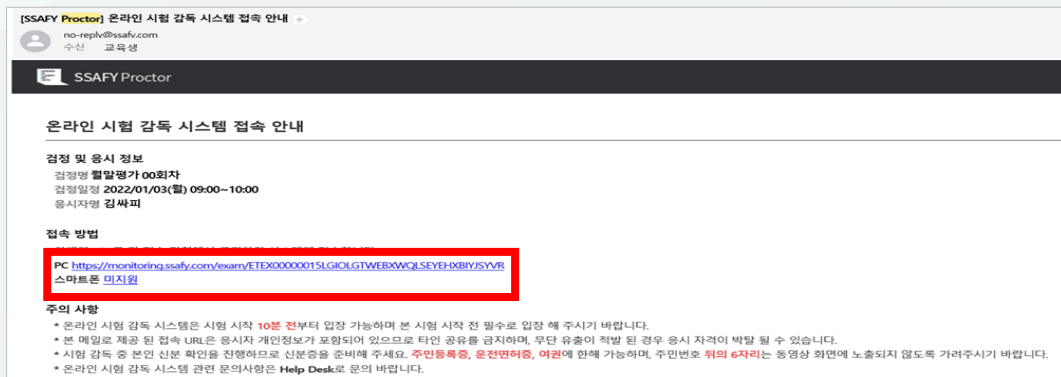 [SSAFY Proctor] 온라인 시험 감독 시스템 접속 안내
no-reply@ssafy.com
수신 교육생
SSAFY Proctor
온라인 시험 감독 시스템 접속 안내
검정 및 응시 정보
검정명 월말평가 00회차
검정일정 2022/01/03(월) 09:00~10:00
응시자명 김싸피
접속 방법
PC https://monitoring.ssafy.com/exam/ETEX00000015LGIOLGTWEBXWQLSEYEHXBIYJSYVR
스마트폰 미지원
주의 사항
* 온라인 시험 감독 시스템은 시험 시작 10분 전부터 입장 가능하며 본 시험 시작 전 필수로 입장 해 주시기 바랍니다.
* 본 메일로 제공 된 접속 URL은 응시자 개인정보가 포함되어 있으므로 타인 공유를 금지하며, 무단 유출이 적발 된 경우 응시 자격이 박탈 될 수 있습니다.
* 시험 감독 중 본인 신분 확인을 진행하므로 신분증을 준비해 주세요. 주민등록증, 운전면허증, 여권에 한해 가능하며, 주민번호 뒤의 6자리는 동영상 화면에 노출되지 않도록 가려주시기 바랍니다.
* 온라인 시험 감독 시스템 관련 문의사항은 Help Desk로 문의 바랍니다.